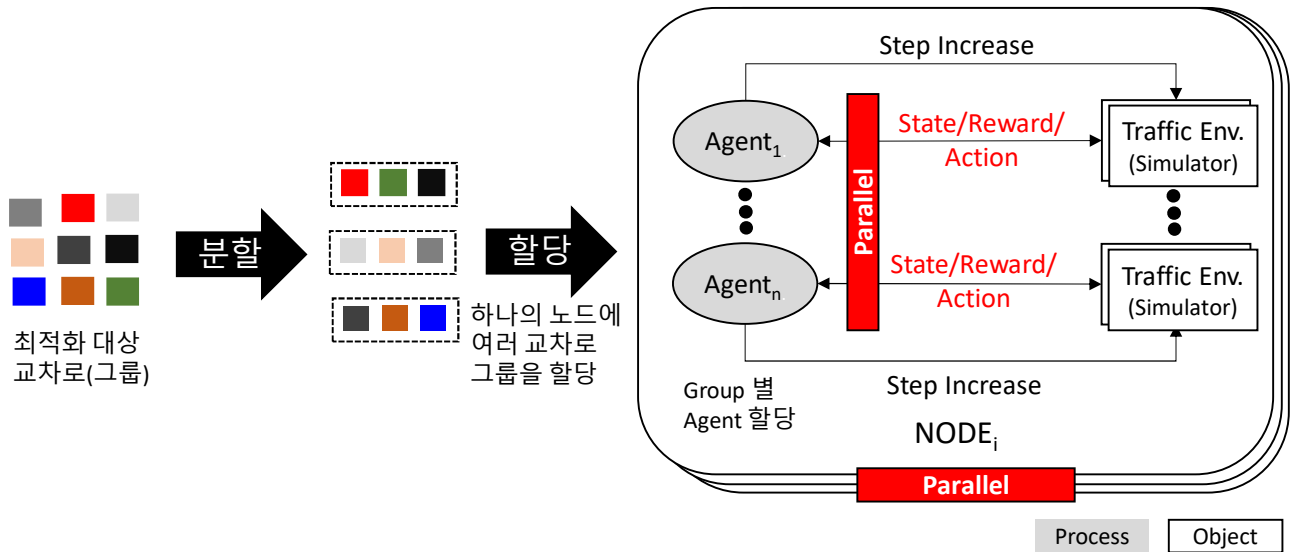 최적화 대상
교차로(그룹)
분할
할당
하나의 노드에
여러 교차로
그룹을 할당
Step Increase
Agent1
State/Reward/
Action
Traffic Env.
(Simulator)
Parallel
Agentn
State/Reward/
Action
Traffic Env.
(Simulator)
Step Increase
Group 별
Agent 할당
NODEi
Parallel
Process
Object